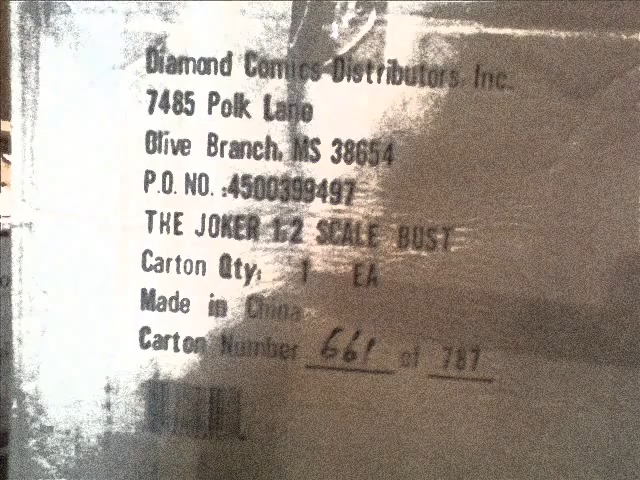 Diamond Comics Distributors, Inc.
7485 Polk Lane
Olive Branch, MS 38654
P.O. NO. :4500399497
THE JOKER 1:2 SCALE BUST
Carton Qty: 1 EA
Made in China
Carton Number 661 of 787